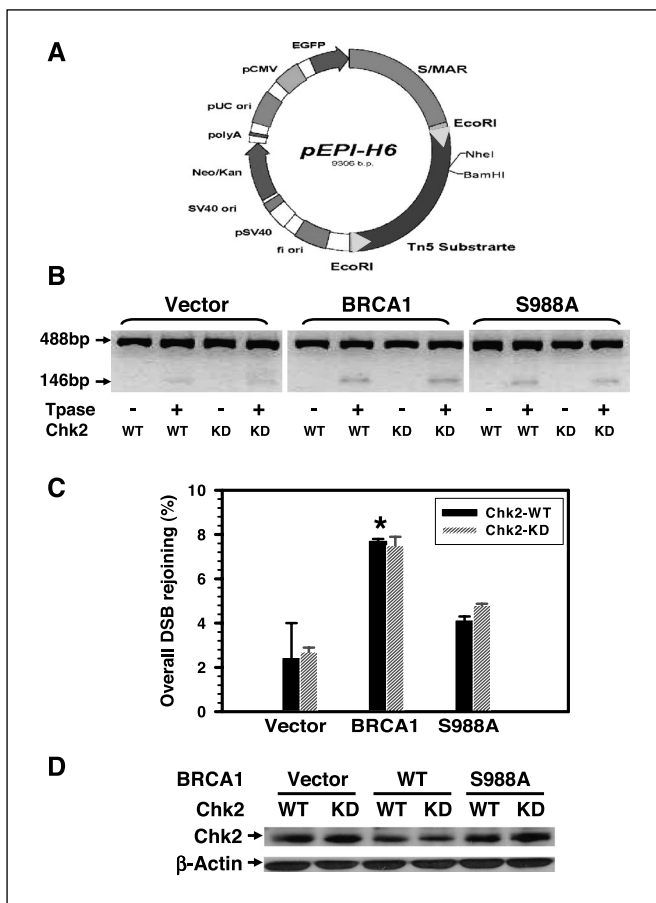 A
EGFP
pCMV
S/MAR
pUC ori
EcoRI
polyA
pEPI-H6
9306 b.p.
NheI
BamHI
Neo/Kan
SV40 ori
pSV40
fi ori
EcoRI
Tn5 Substrarte
B
Vector BRCA1 S988A
488bp
146bp
Tpase - + - + - + - + - + - +
Chk2 WT WT KD KD WT WT KD KD WT WT KD KD
C
Overall DSB rejoining (%)
10
8
6
4
2
0
*
Chk2-WT
Chk2-KD
Vector BRCA1 S988A
D
BRCA1 Vector WT S988A
Chk2 WT KD WT KD WT KD
Chk2
β-Actin